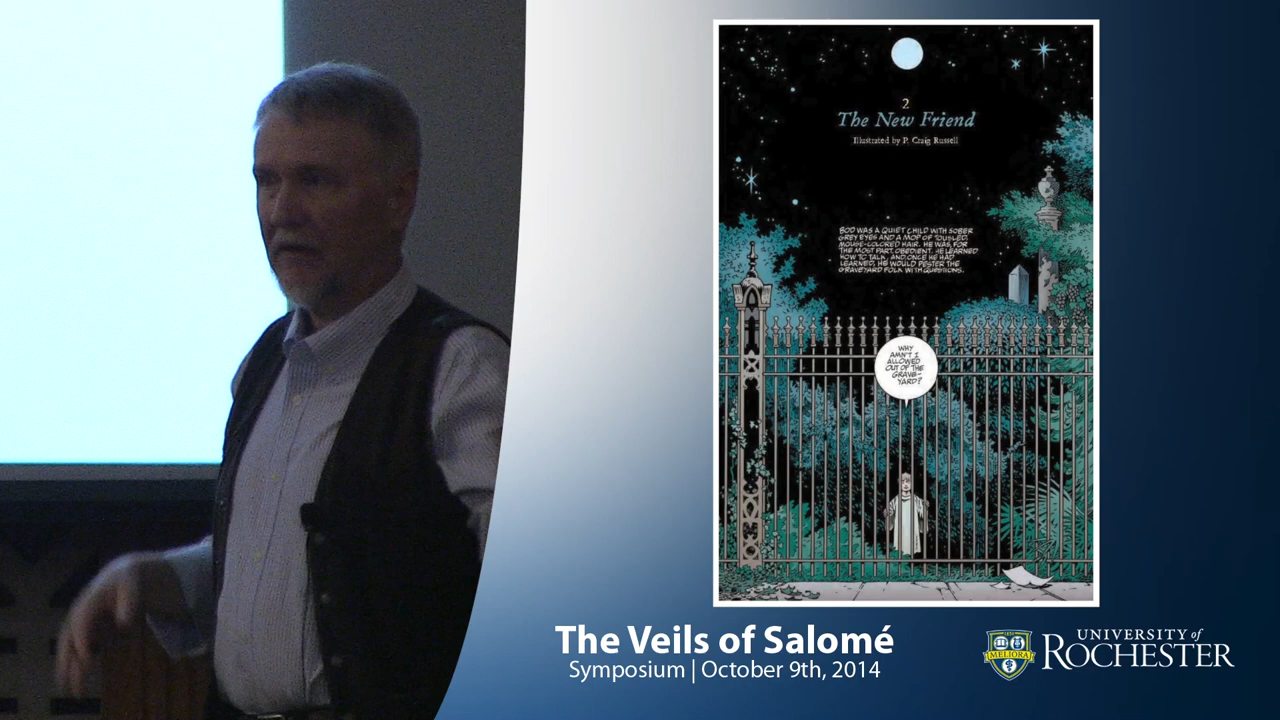 2
The New Friend
Illustrated by P. Craig Russell
BOD WAS A QUIET CHILD WITH SOBER
GREY EYES AND A MOP OF TOUSLED,
MOUSE-COLORED HAIR. HE WAS, FOR
THE MOST PART, OBEDIENT. HE LEARNED
HOW TO TALK, AND, ONCE HE HAD
LEARNED, HE WOULD PESTER THE
GRAVEYARD FOLK WITH QUESTIONS.
WHY
AMN'T I
ALLOWED
OUT OF THE
GRAVE-
YARD?
The Veils of Salomé
Symposium | October 9th, 2014
MELIORA
UNIVERSITY of
ROCHESTER